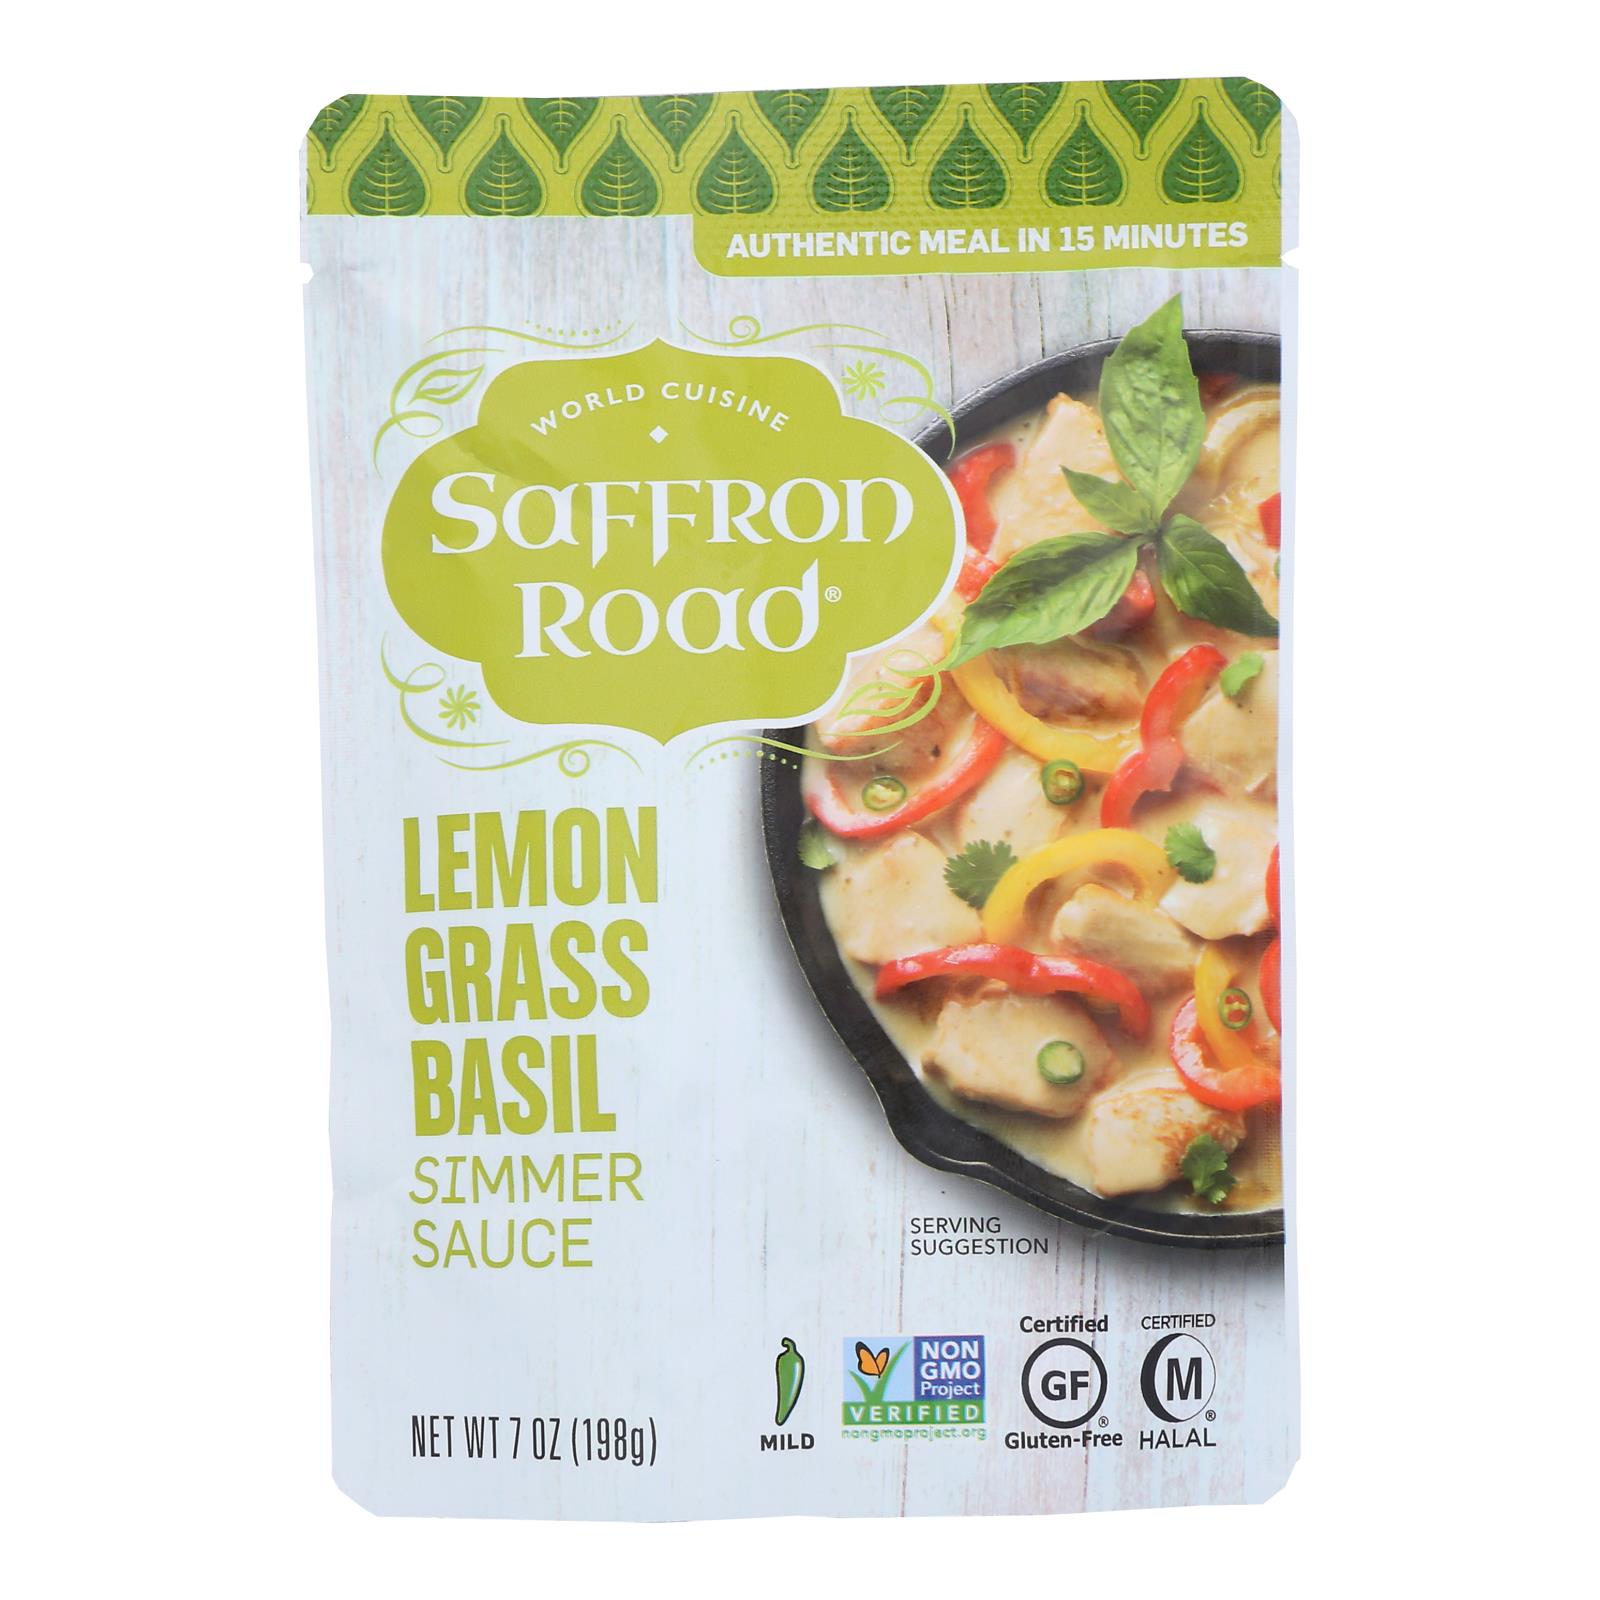 AUTHENTIC MEAL IN 15 MINUTES
WORLD CUISINE
SAFFRON
ROAD®
LEMON
GRASS
BASIL
SIMMER
SAUCE
SERVING
SUGGESTION
NET WT 7 OZ (198g)
MILD
NON
GMO
Project
VERIFIED
nongmoproject.org
Certified
GF
®
Gluten-Free
CERTIFIED
M
®
HALAL